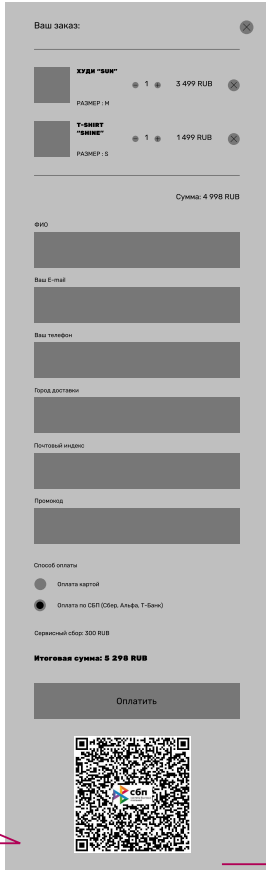 Ваш заказ:
ХУДИ "SUN"
1
3 499 RUB
РАЗМЕР : M
T-SHIRT
"SHINE"
1
1 499 RUB
РАЗМЕР : S
Сумма: 4 998 RUB
ФИО
Ваш E-mail
Ваш телефон
Город доставки
Почтовый индекс
Промокод
Способ оплаты
Оплата картой
Оплата по СБП (Сбер, Альфа, Т-Банк)
Сервисный сбор: 300 RUB
Итоговая сумма: 5 298 RUB
Оплатить
сбп